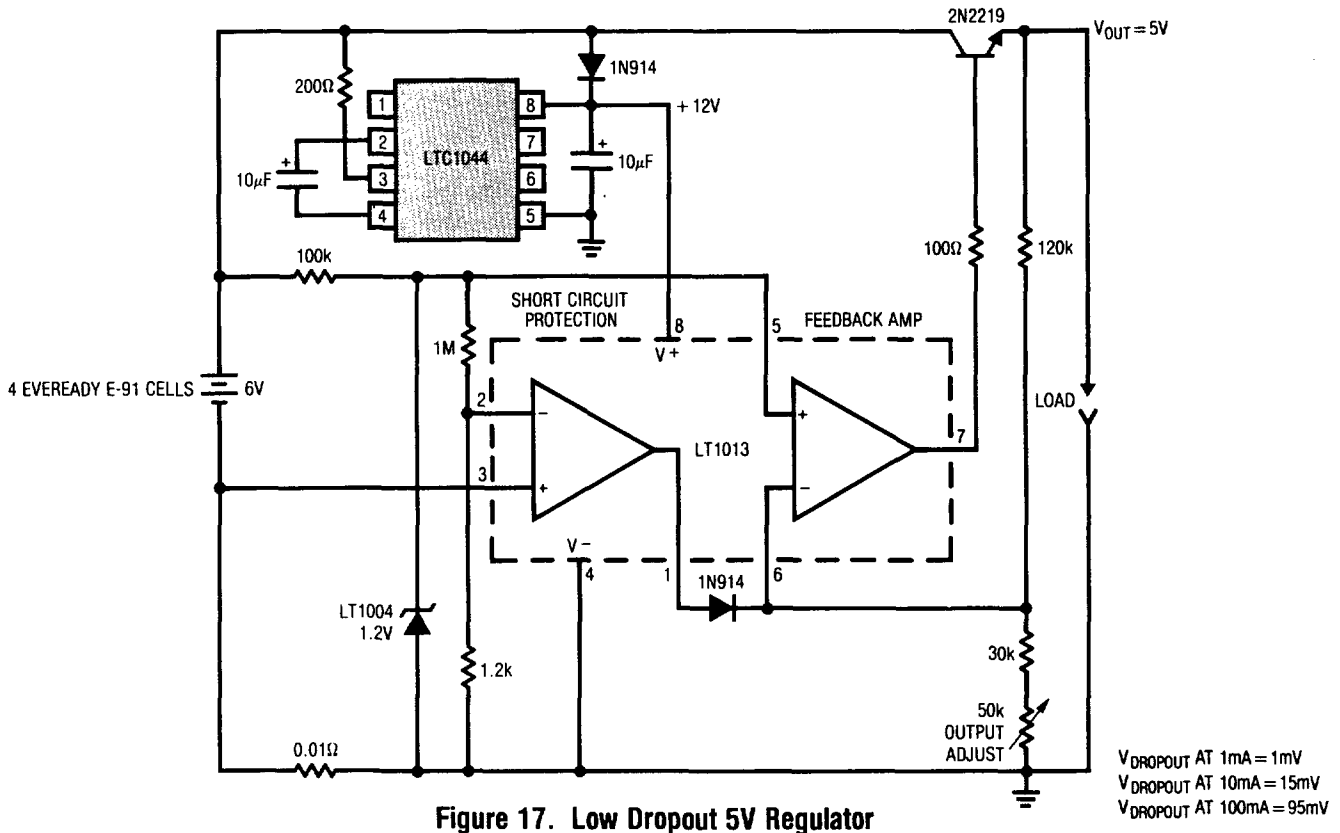 2N2219
V_OUT = 5V
1N914
200Ω
1
2
3
4
LTC1044
8
7
6
5
+12V
+
10µF
+
10µF
100k
100Ω
120k
SHORT CIRCUIT
PROTECTION
8
V+
5
FEEDBACK AMP
1M
4 EVEREADY E-91 CELLS
6V
2
−
3
+
LT1013
+
−
7
LOAD
V−
4
1
6
1N914
LT1004
1.2V
1.2k
30k
50k
OUTPUT
ADJUST
0.01Ω
V_DROPOUT AT 1mA = 1mV
V_DROPOUT AT 10mA = 15mV
V_DROPOUT AT 100mA = 95mV
Figure 17. Low Dropout 5V Regulator